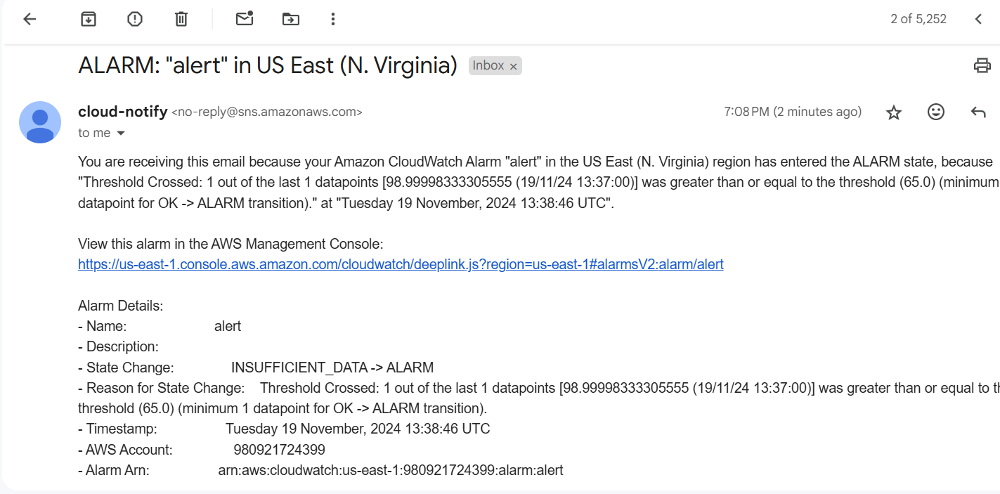 2 of 5,252
ALARM: "alert" in US East (N. Virginia) Inbox ×
cloud-notify <no-reply@sns.amazonaws.com> 7:08 PM (2 minutes ago)
to me
You are receiving this email because your Amazon CloudWatch Alarm "alert" in the US East (N. Virginia) region has entered the ALARM state, because
"Threshold Crossed: 1 out of the last 1 datapoints [98.99998333305555 (19/11/24 13:37:00)] was greater than or equal to the threshold (65.0) (minimum
datapoint for OK -> ALARM transition)." at "Tuesday 19 November, 2024 13:38:46 UTC".
View this alarm in the AWS Management Console:
https://us-east-1.console.aws.amazon.com/cloudwatch/deeplink.js?region=us-east-1#alarmsV2:alarm/alert
Alarm Details:
- Name: alert
- Description:
- State Change: INSUFFICIENT_DATA -> ALARM
- Reason for State Change: Threshold Crossed: 1 out of the last 1 datapoints [98.99998333305555 (19/11/24 13:37:00)] was greater than or equal to
threshold (65.0) (minimum 1 datapoint for OK -> ALARM transition).
- Timestamp: Tuesday 19 November, 2024 13:38:46 UTC
- AWS Account: 980921724399
- Alarm Arn: arn:aws:cloudwatch:us-east-1:980921724399:alarm:alert